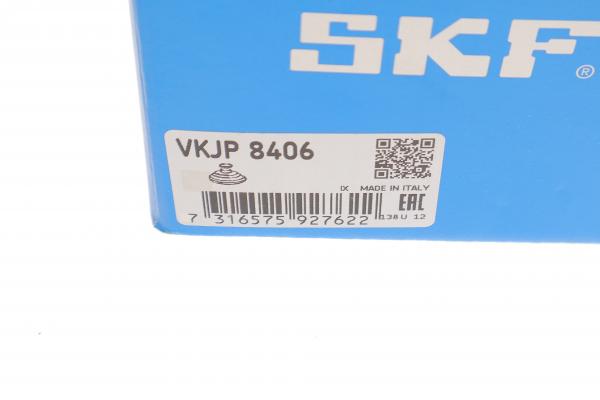 SKF®
VKJP 8406
IX MADE IN ITALY
EAC
7 316575 927622
138U 12